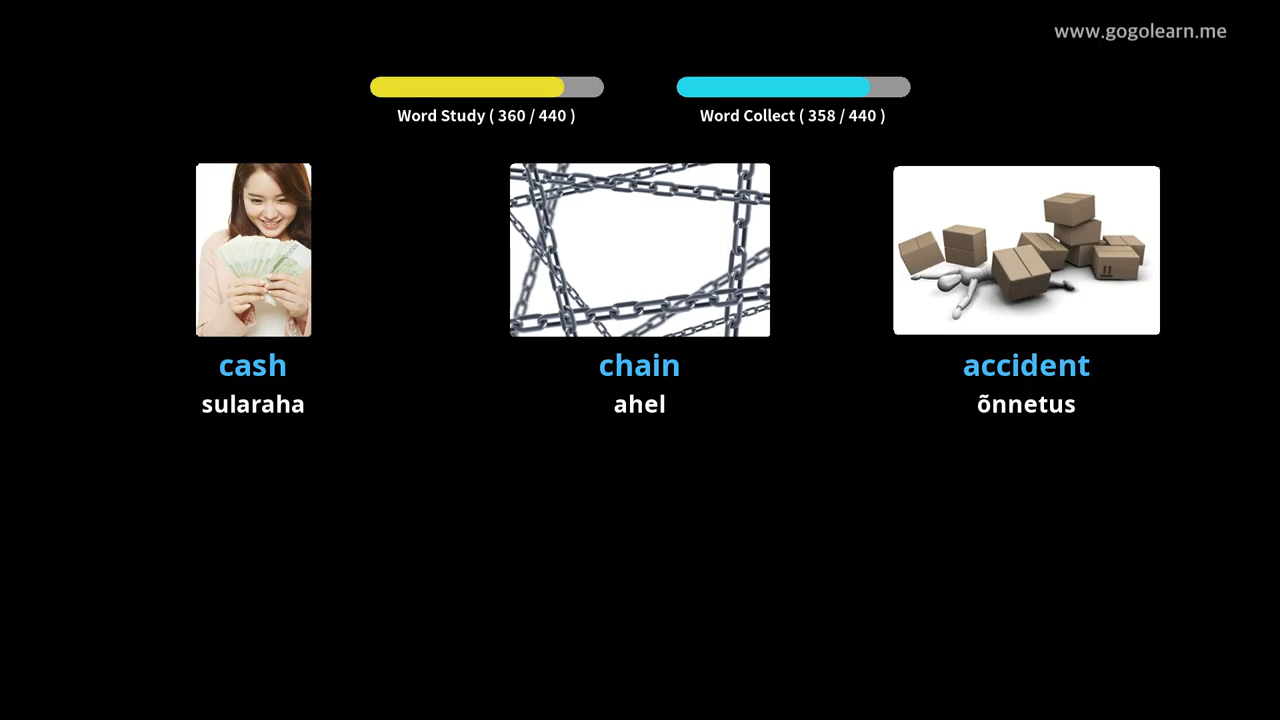 www.gogolearn.me
Word Study ( 360 / 440 )
Word Collect ( 358 / 440 )
cash
sularaha
chain
ahel
accident
õnnetus